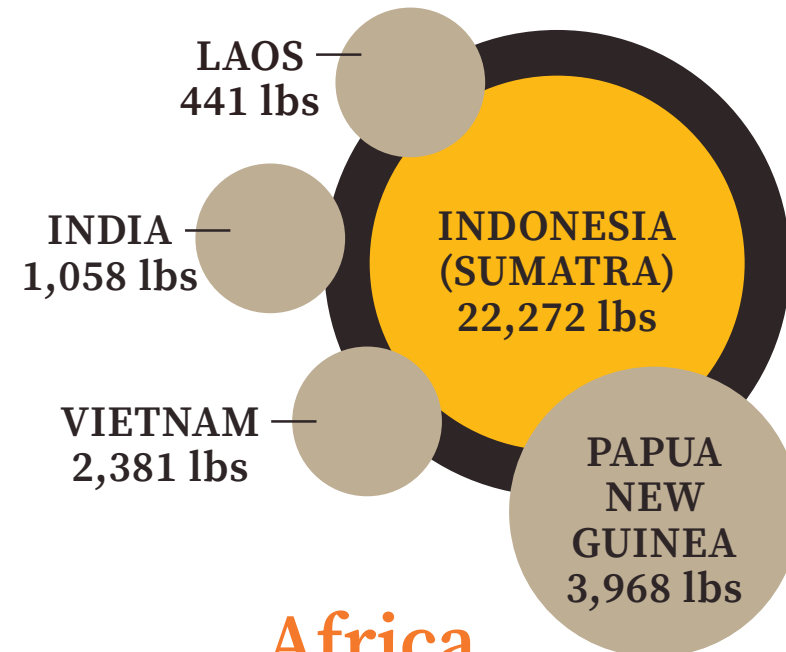 LAOS
441 lbs
INDIA
1,058 lbs
INDONESIA
(SUMATRA)
22,272 lbs
VIETNAM
2,381 lbs
PAPUA
NEW
GUINEA
3,968 lbs
Africa